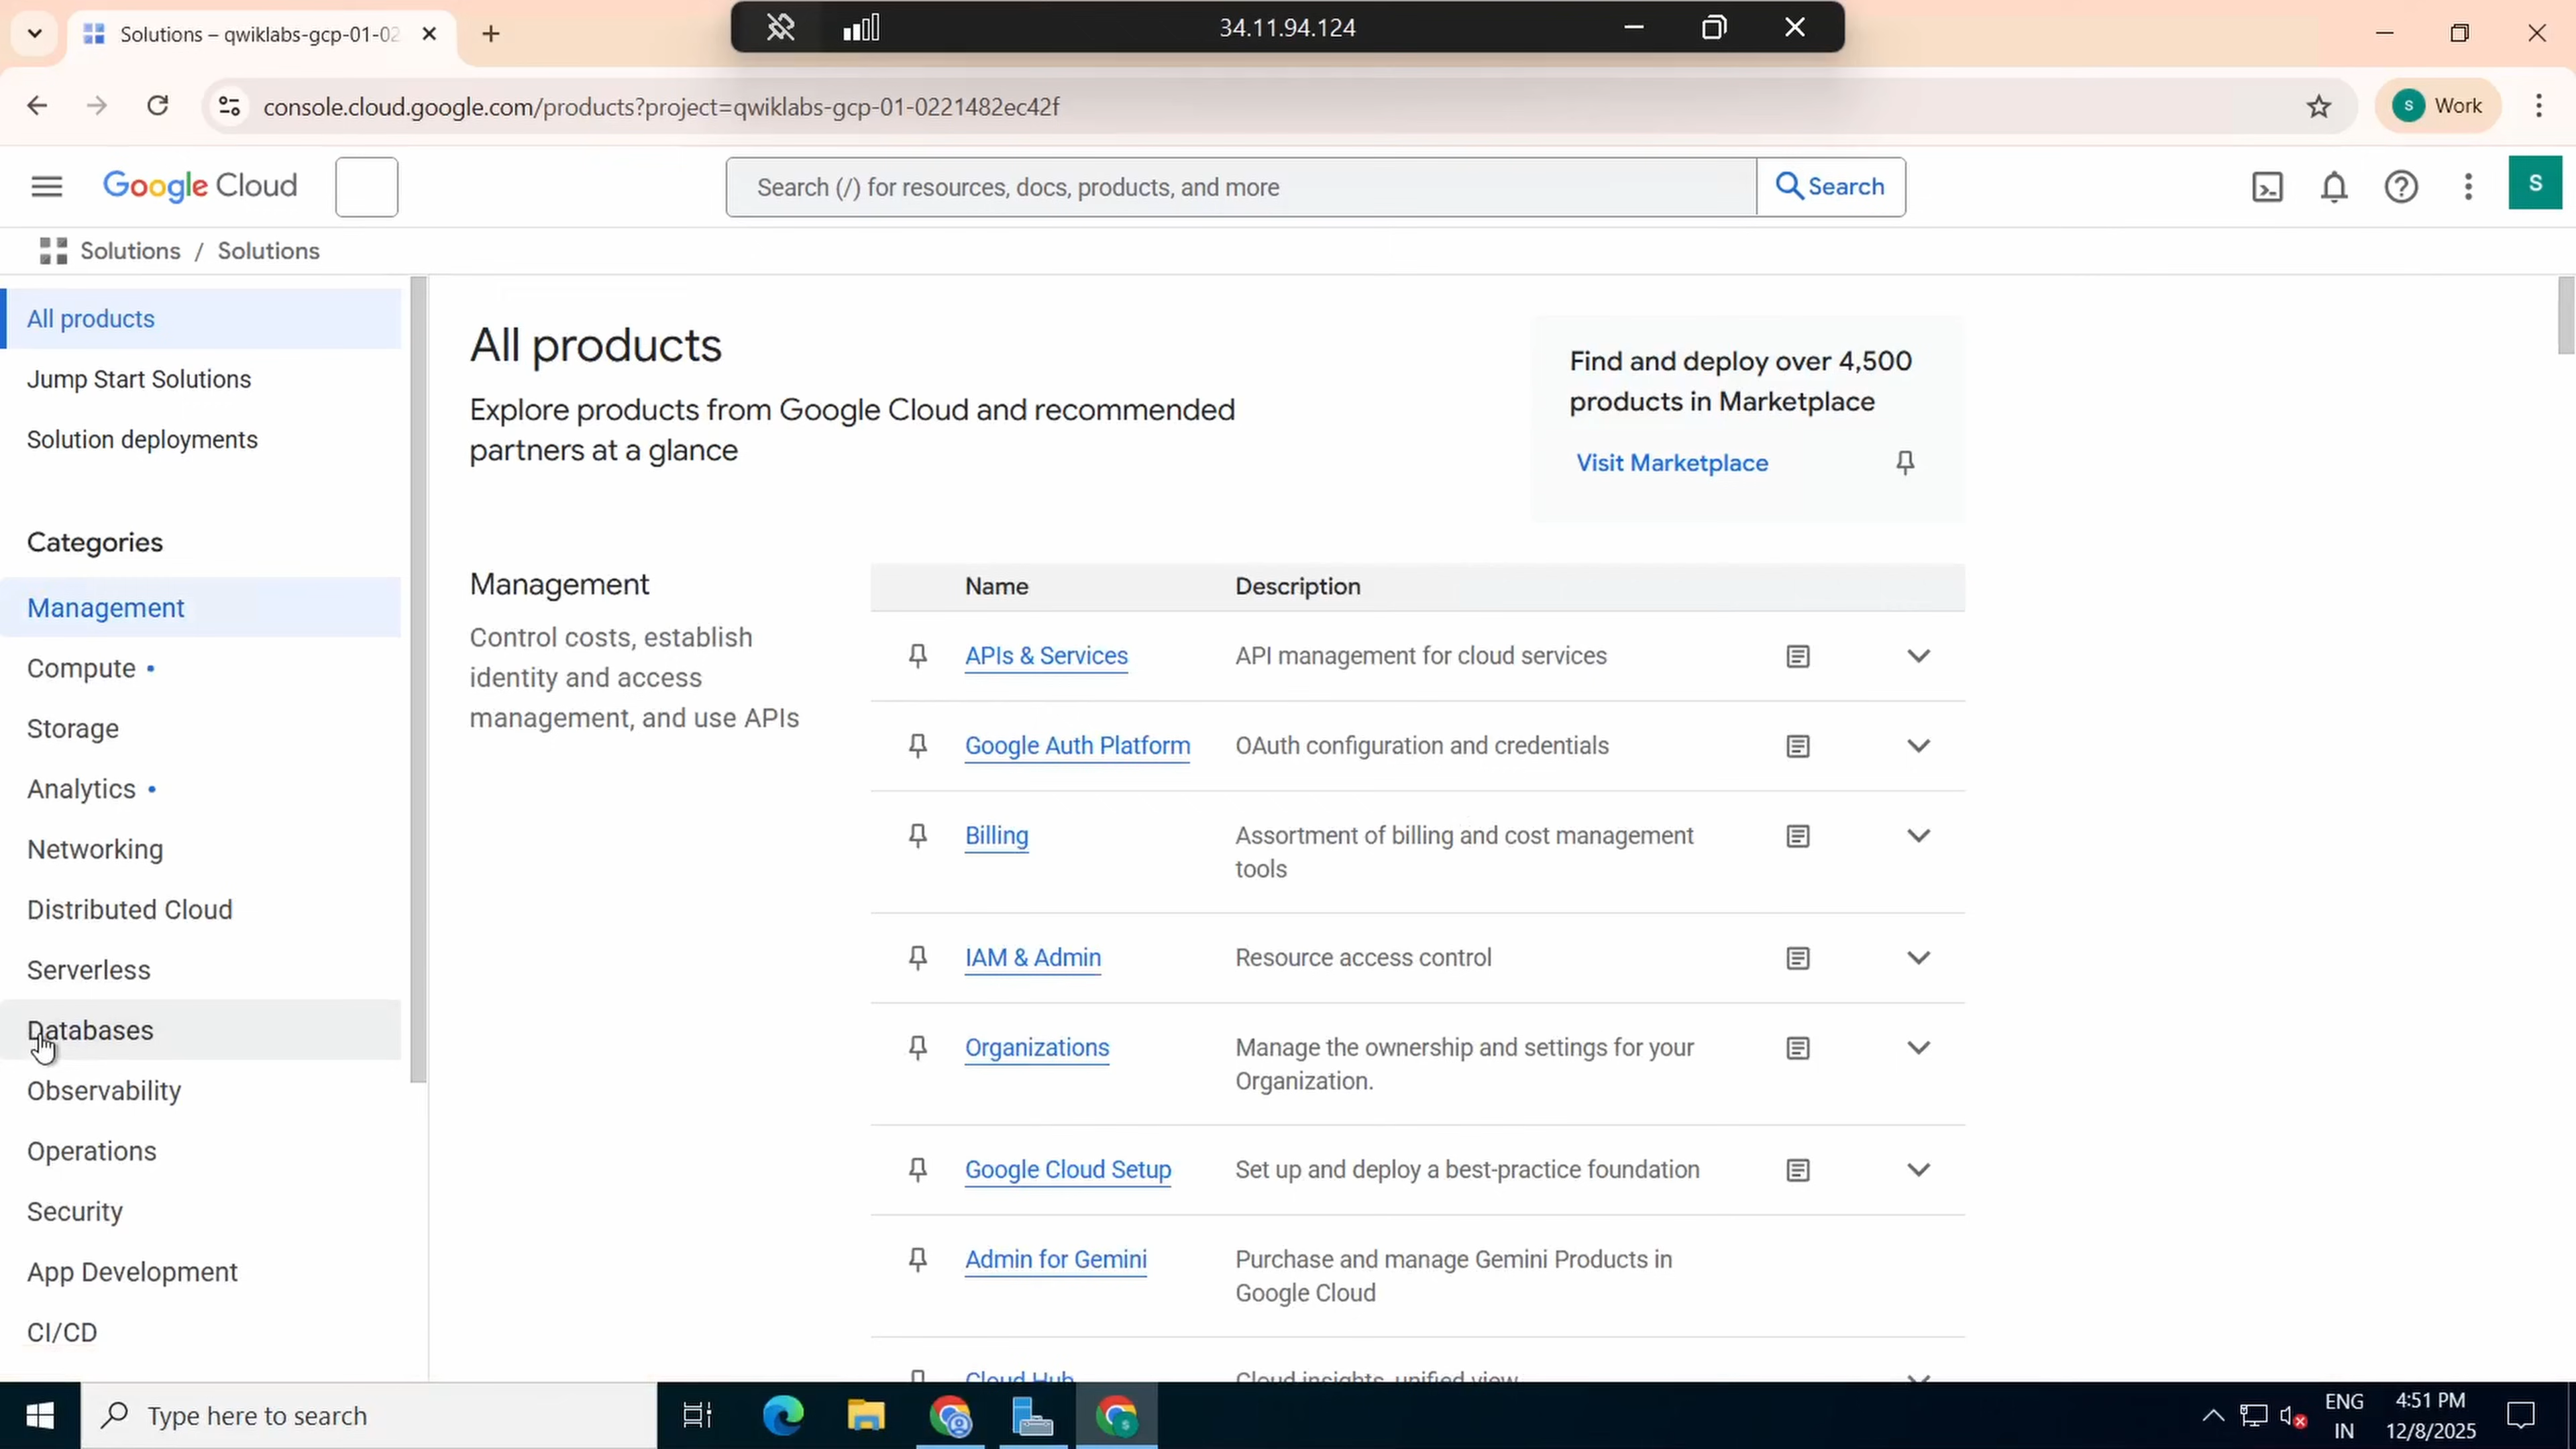 Solutions – qwiklabs-gcp-01-02
34.11.94.124
console.cloud.google.com/products?project=qwiklabs-gcp-01-0221482ec42f
S Work
Google Cloud
Search (/) for resources, docs, products, and more
Search
S
Solutions / Solutions
All products
Jump Start Solutions
Solution deployments
Categories
Management
Compute
Storage
Analytics
Networking
Distributed Cloud
Serverless
Databases
Observability
Operations
Security
App Development
CI/CD
All products
Explore products from Google Cloud and recommended
partners at a glance
Find and deploy over 4,500
products in Marketplace
Visit Marketplace
Management
Control costs, establish
identity and access
management, and use APIs
Name Description
APIs & Services API management for cloud services
Google Auth Platform OAuth configuration and credentials
Billing Assortment of billing and cost management
tools
IAM & Admin Resource access control
Organizations Manage the ownership and settings for your
Organization.
Google Cloud Setup Set up and deploy a best-practice foundation
Admin for Gemini Purchase and manage Gemini Products in
Google Cloud
Cloud Hub Cloud insights, unified view
Type here to search
ENG
IN
4:51 PM
12/8/2025